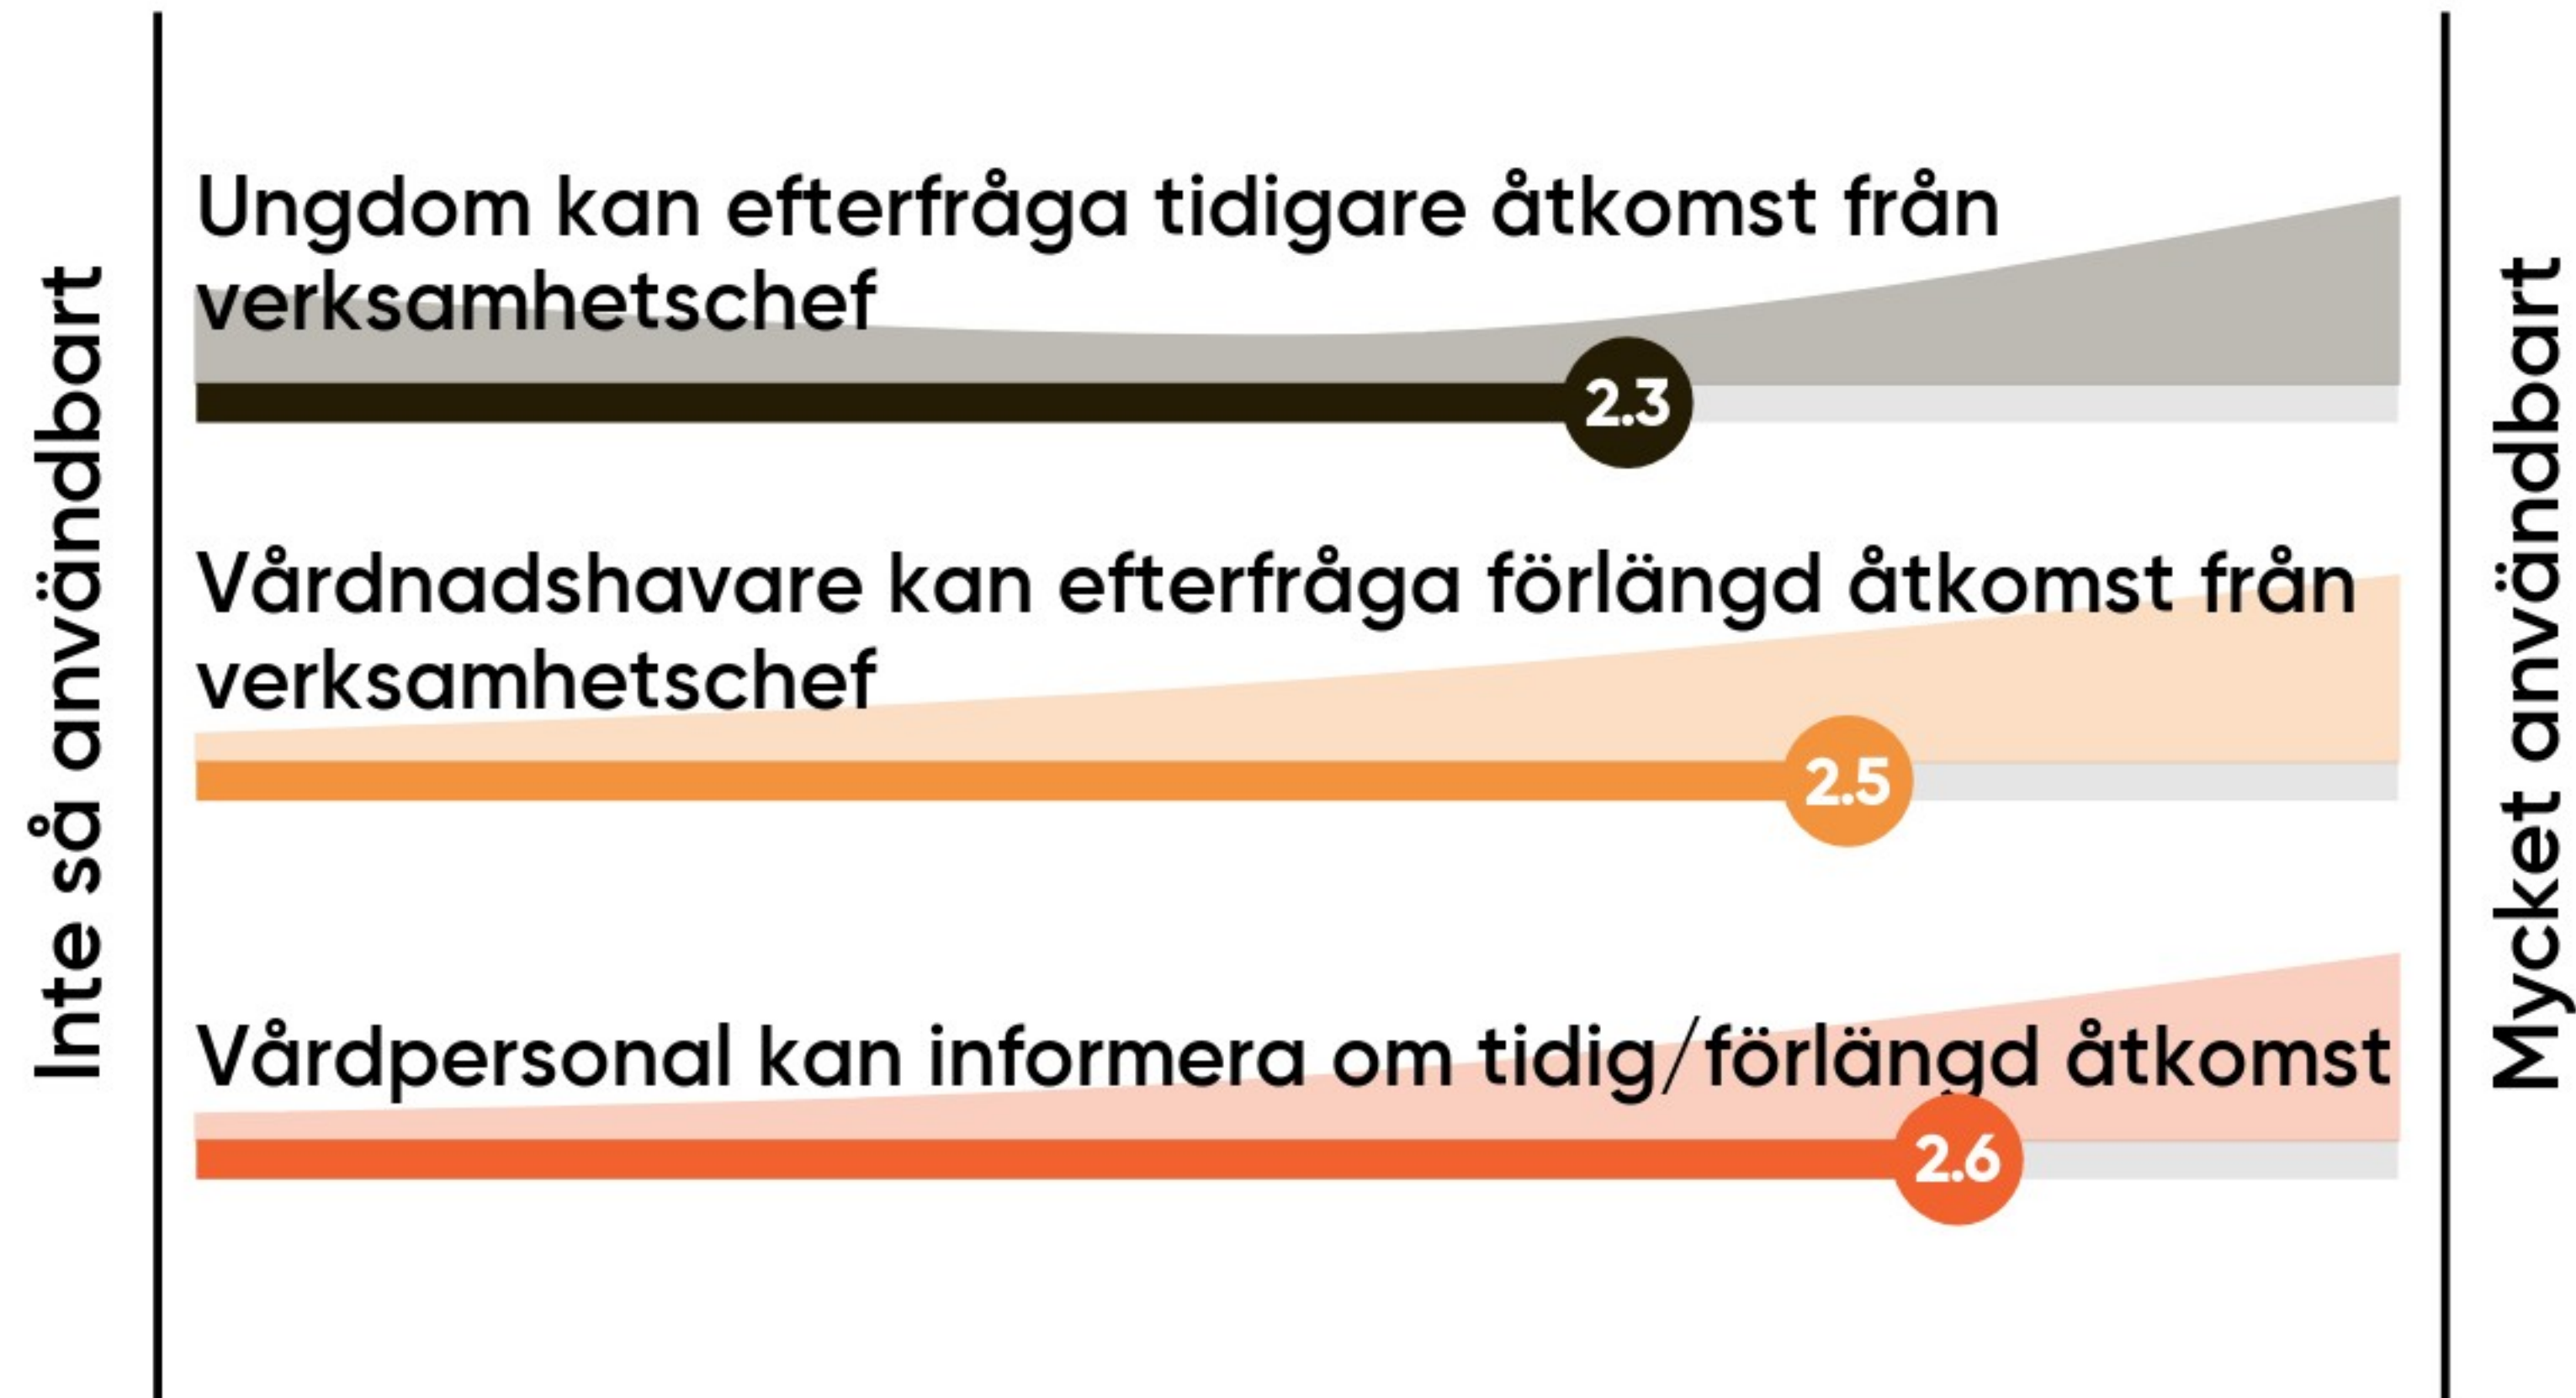 Inte så användbart
Ungdom kan efterfråga tidigare åtkomst från
verksamhetschef
2.3
Vårdnadshavare kan efterfråga förlängd åtkomst från
verksamhetschef
2.5
Vårdpersonal kan informera om tidig/förlängd åtkomst
2.6
Mycket användbart